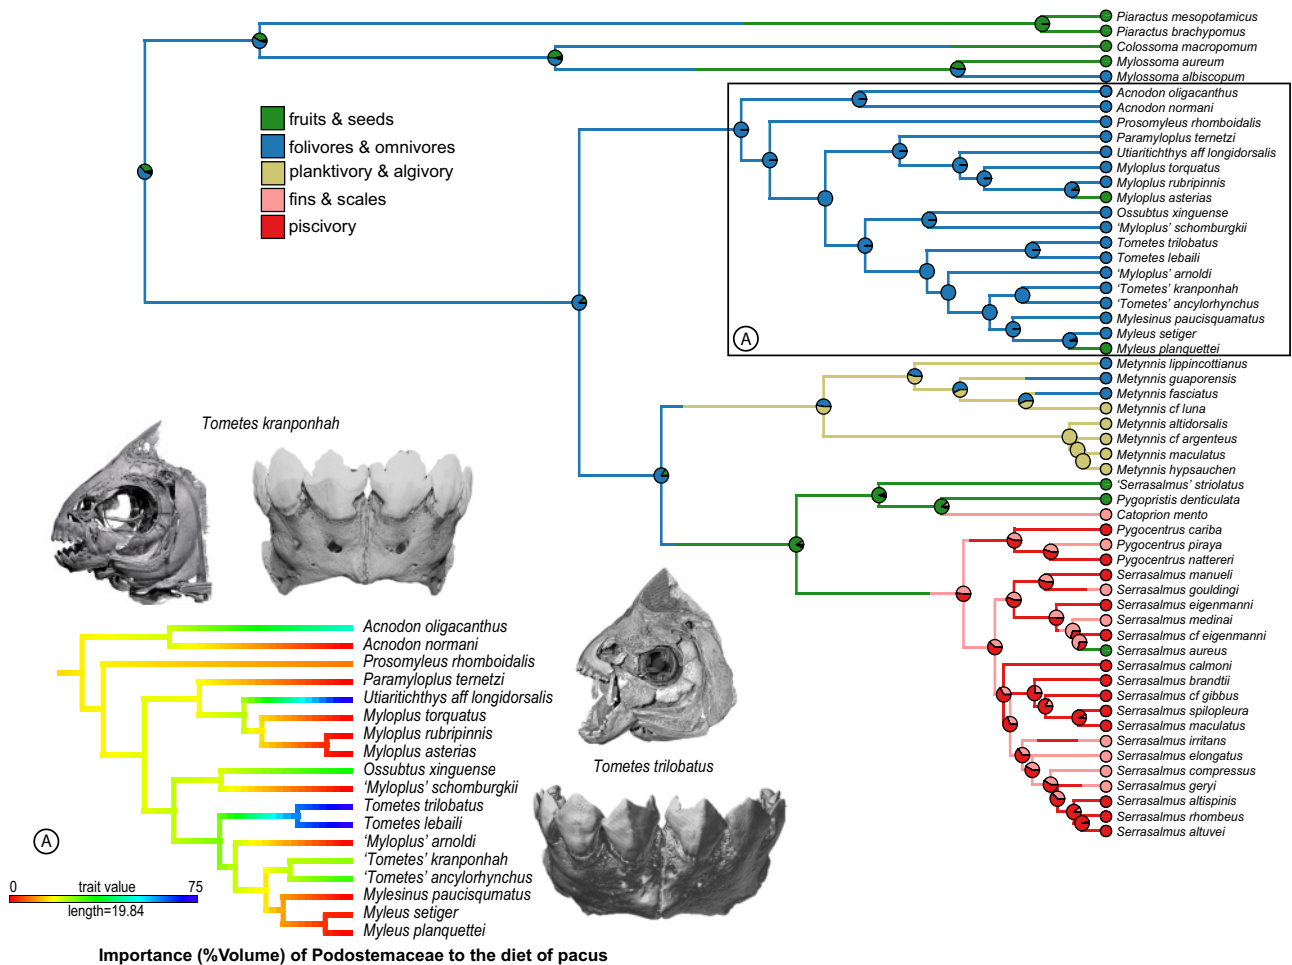 Piaractus mesopotamicus
Piaractus brachypomus
Colossoma macropomum
Mylossoma aureum
Mylossoma albiscopum
Acnodon oligacanthus
Acnodon normani
Prosomyleus rhomboidalis
Paramyloplus ternetzi
Utiaritichthys aff longidorsalis
Myloplus torquatus
Myloplus rubripinnis
Myloplus asterias
Ossubtus xinguense
‘Myloplus’ schomburgkii
Tometes trilobatus
Tometes lebaili
‘Myloplus’ arnoldi
‘Tometes’ kranponhah
‘Tometes’ ancylorhynchus
Mylesinus paucisquamatus
Myleus setiger
Myleus planquettei
A
Metynnis lippincottianus
Metynnis guaporensis
Metynnis fasciatus
Metynnis cf luna
Metynnis altidorsalis
Metynnis cf argenteus
Metynnis maculatus
Metynnis hypsauchen
‘Serrasalmus’ striolatus
Pygopristis denticulata
Catoprion mento
Pygocentrus cariba
Pygocentrus piraya
Pygocentrus nattereri
Serrasalmus manueli
Serrasalmus gouldingi
Serrasalmus eigenmanni
Serrasalmus medinai
Serrasalmus cf eigenmanni
Serrasalmus aureus
Serrasalmus calmoni
Serrasalmus brandtii
Serrasalmus cf gibbus
Serrasalmus spilopleura
Serrasalmus maculatus
Serrasalmus irritans
Serrasalmus elongatus
Serrasalmus compressus
Serrasalmus geryi
Serrasalmus altispinis
Serrasalmus rhombeus
Serrasalmus altuvei
fruits & seeds
folivores & omnivores
planktivory & algivory
fins & scales
piscivory
Tometes kranponhah
Tometes trilobatus
Acnodon oligacanthus
Acnodon normani
Prosomyleus rhomboidalis
Paramyloplus ternetzi
Utiaritichthys aff longidorsalis
Myloplus torquatus
Myloplus rubripinnis
Myloplus asterias
Ossubtus xinguense
‘Myloplus’ schomburgkii
Tometes trilobatus
Tometes lebaili
‘Myloplus’ arnoldi
‘Tometes’ kranponhah
‘Tometes’ ancylorhynchus
Mylesinus paucisqumatus
Myleus setiger
Myleus planquettei
A
0 trait value 75
length=19.84
Importance (%Volume) of Podostemaceae to the diet of pacus